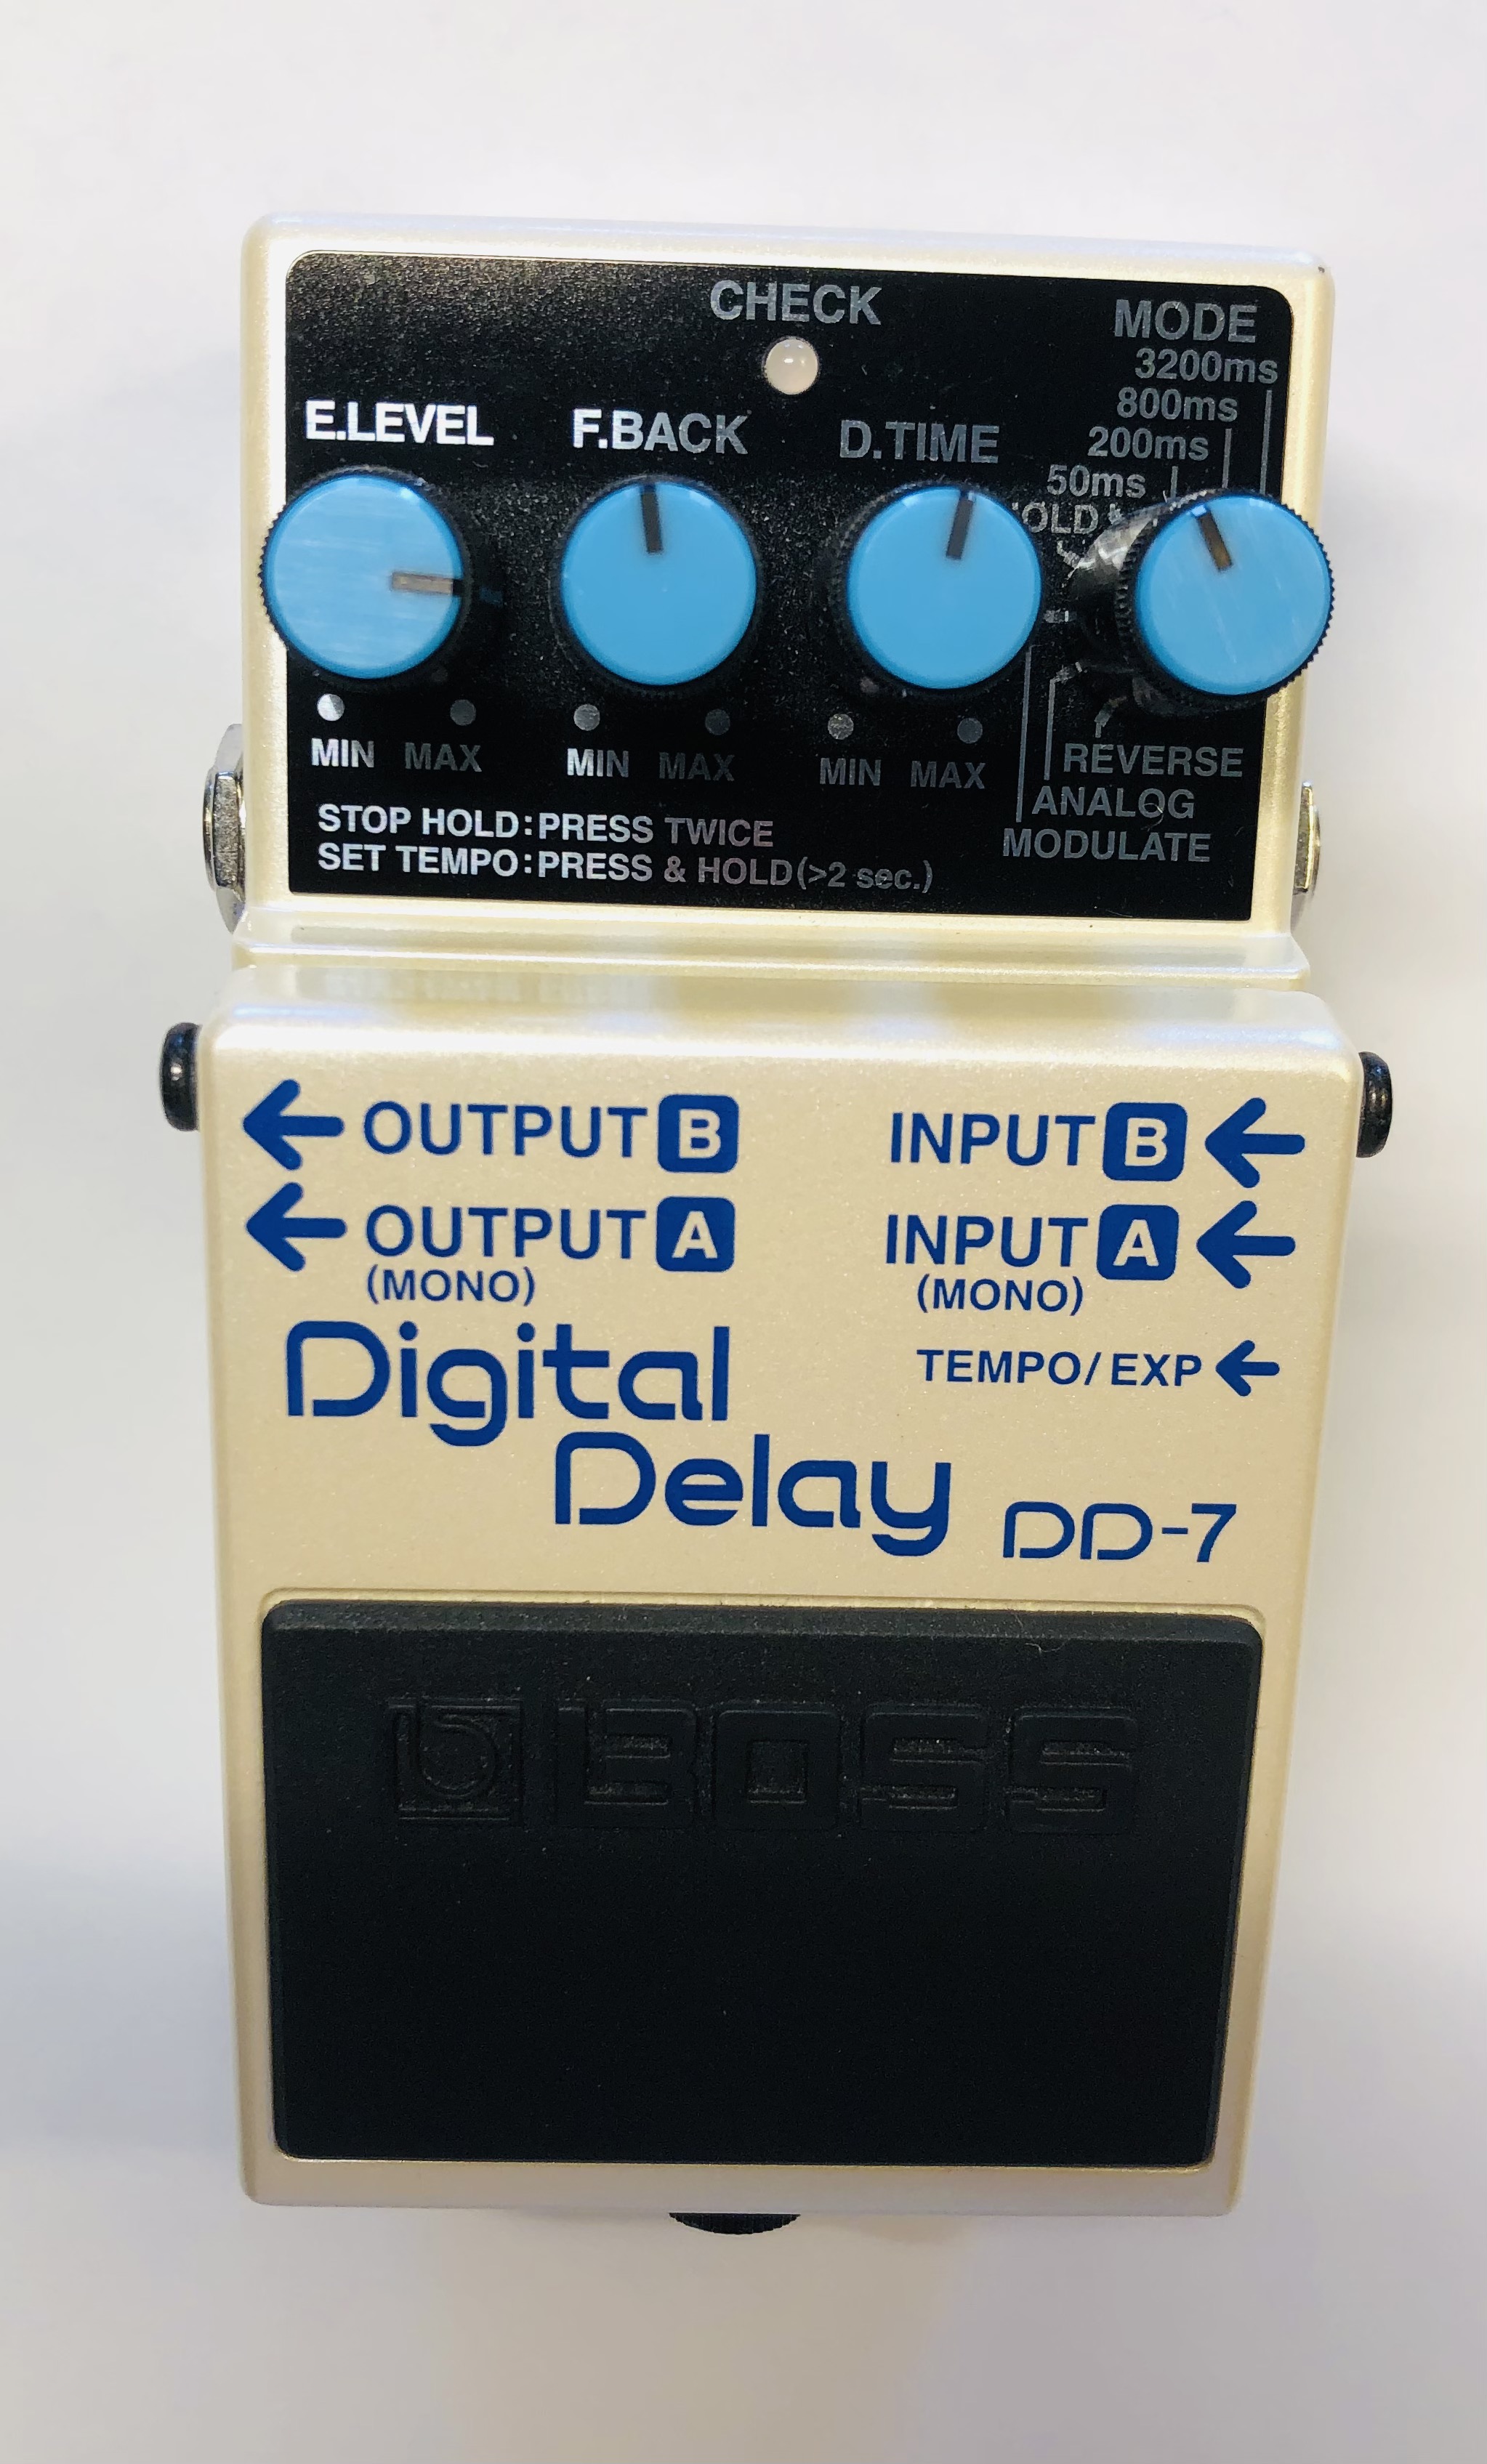 CHECK
MODE
3200ms
800ms
200ms
50ms
HOLD
E.LEVEL
F.BACK
D.TIME
MIN MAX
MIN MAX
MIN MAX
REVERSE
ANALOG
MODULATE
STOP HOLD:PRESS TWICE
SET TEMPO:PRESS & HOLD(>2 sec.)
← OUTPUT B
INPUT B ←
← OUTPUT A
(MONO)
INPUT A ←
(MONO)
TEMPO/EXP ←
Digital
Delay
DD-7
BOSS